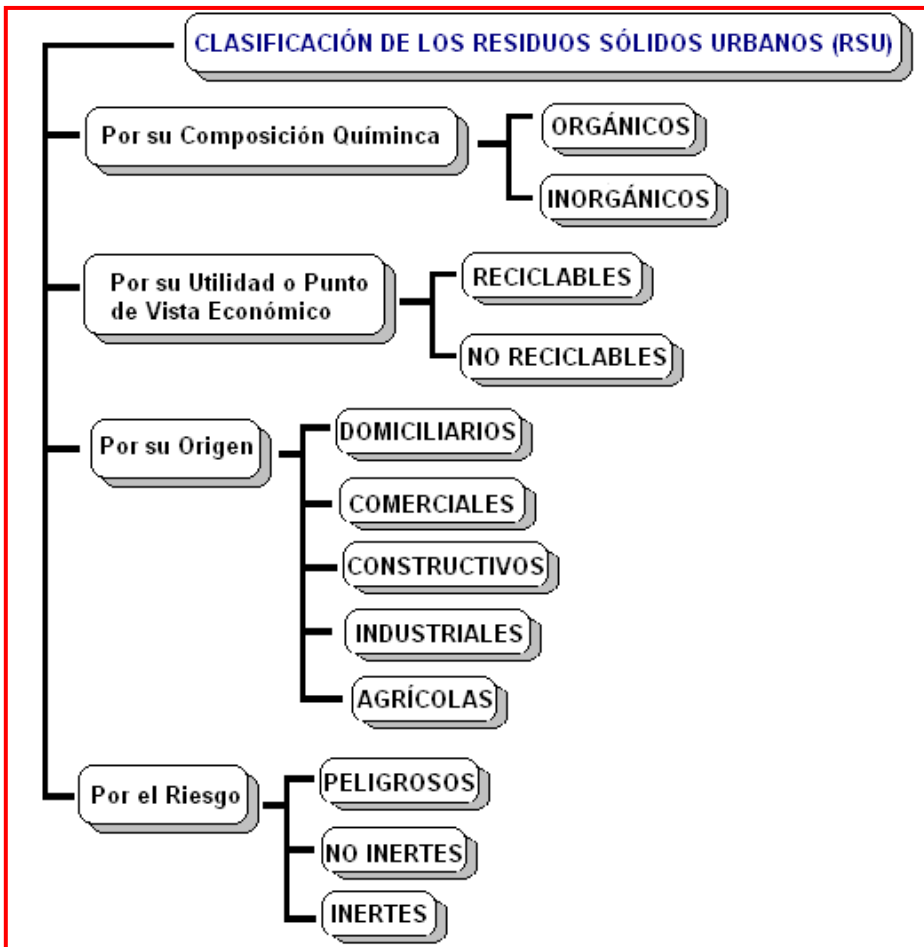 CLASIFICACIÓN DE LOS RESIDUOS SÓLIDOS URBANOS (RSU)
Por su Composición Químinca
ORGÁNICOS
INORGÁNICOS
Por su Utilidad o Punto
de Vista Económico
RECICLABLES
NO RECICLABLES
Por su Origen
DOMICILIARIOS
COMERCIALES
CONSTRUCTIVOS
INDUSTRIALES
AGRÍCOLAS
Por el Riesgo
PELIGROSOS
NO INERTES
INERTES